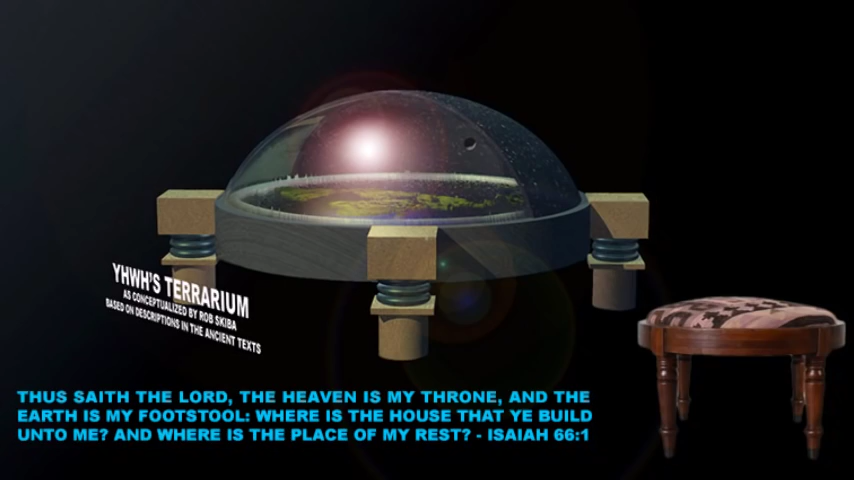 YHWH'S TERRARIUM
AS CONCEPTUALIZED BY ROB SKIBA
BASED ON DESCRIPTIONS IN THE ANCIENT TEXTS
THUS SAITH THE LORD, THE HEAVEN IS MY THRONE, AND THE
EARTH IS MY FOOTSTOOL: WHERE IS THE HOUSE THAT YE BUILD
UNTO ME? AND WHERE IS THE PLACE OF MY REST? - ISAIAH 66:1